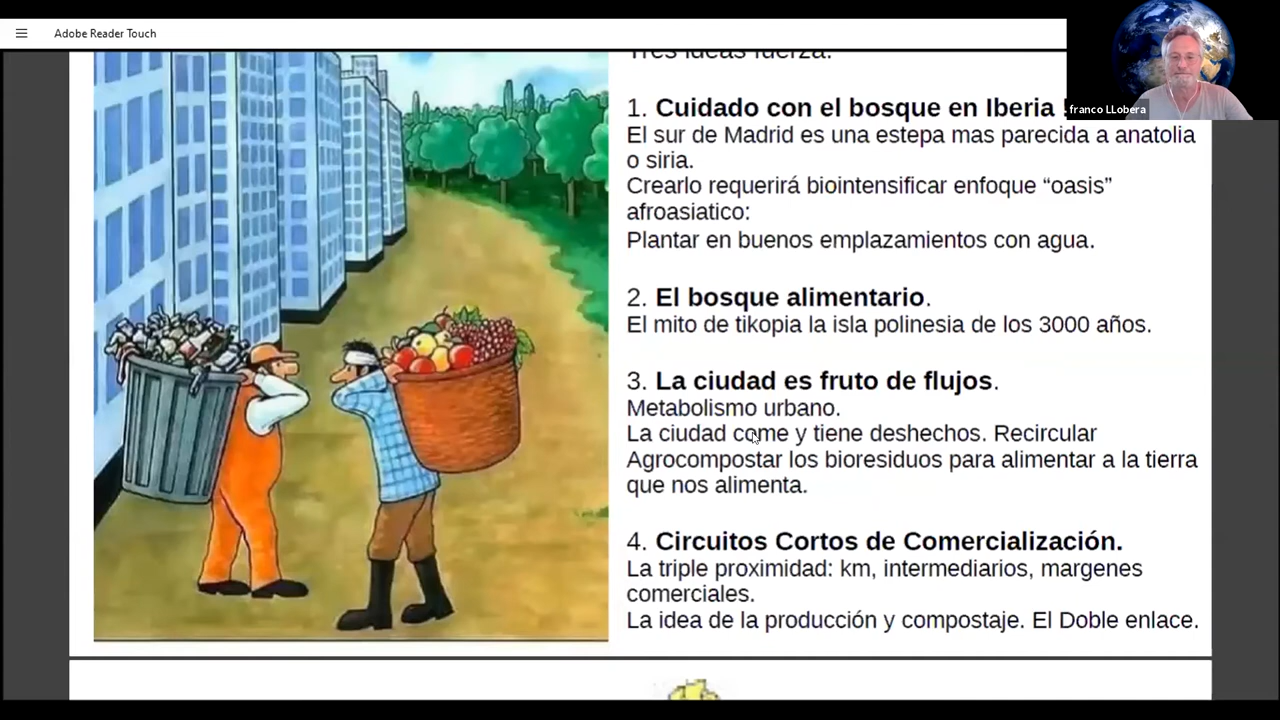 Adobe Reader Touch
franco LLobera
Tres ideas fuerza:
1. Cuidado con el bosque en Iberia
El sur de Madrid es una estepa mas parecida a anatolia
o siria.
Crearlo requerirá biointensificar enfoque “oasis”
afroasiatico:
Plantar en buenos emplazamientos con agua.
2. El bosque alimentario.
El mito de tikopia la isla polinesia de los 3000 años.
3. La ciudad es fruto de flujos.
Metabolismo urbano.
La ciudad come y tiene deshechos. Recircular
Agrocompostar los bioresiduos para alimentar a la tierra
que nos alimenta.
4. Circuitos Cortos de Comercialización.
La triple proximidad: km, intermediarios, margenes
comerciales.
La idea de la producción y compostaje. El Doble enlace.